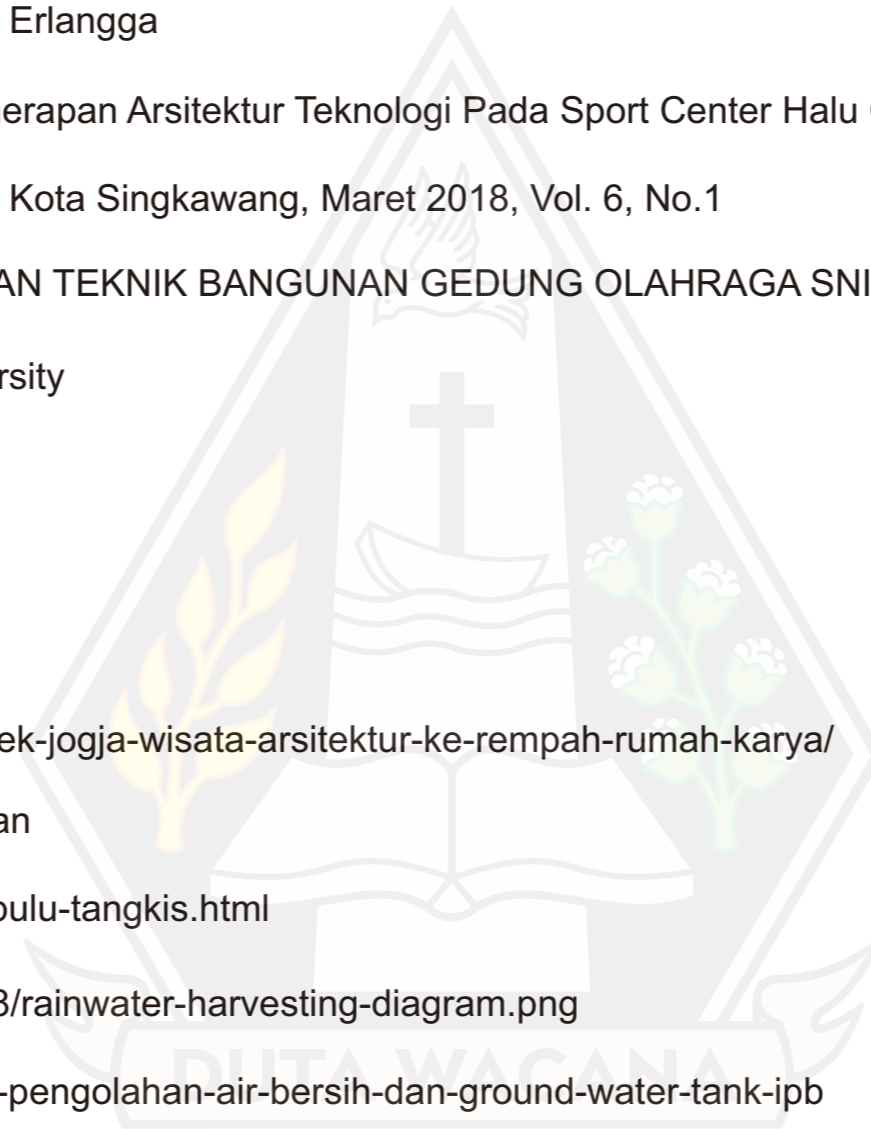 Erlangga
nerapan Arsitektur Teknologi Pada Sport Center Halu
Kota Singkawang, Maret 2018, Vol. 6, No.1
AN TEKNIK BANGUNAN GEDUNG OLAHRAGA SNI
rsity
ek-jogja-wisata-arsitektur-ke-rempah-rumah-karya/
an
bulu-tangkis.html
3/rainwater-harvesting-diagram.png
-pengolahan-air-bersih-dan-ground-water-tank-ipb
DUTA WACANA